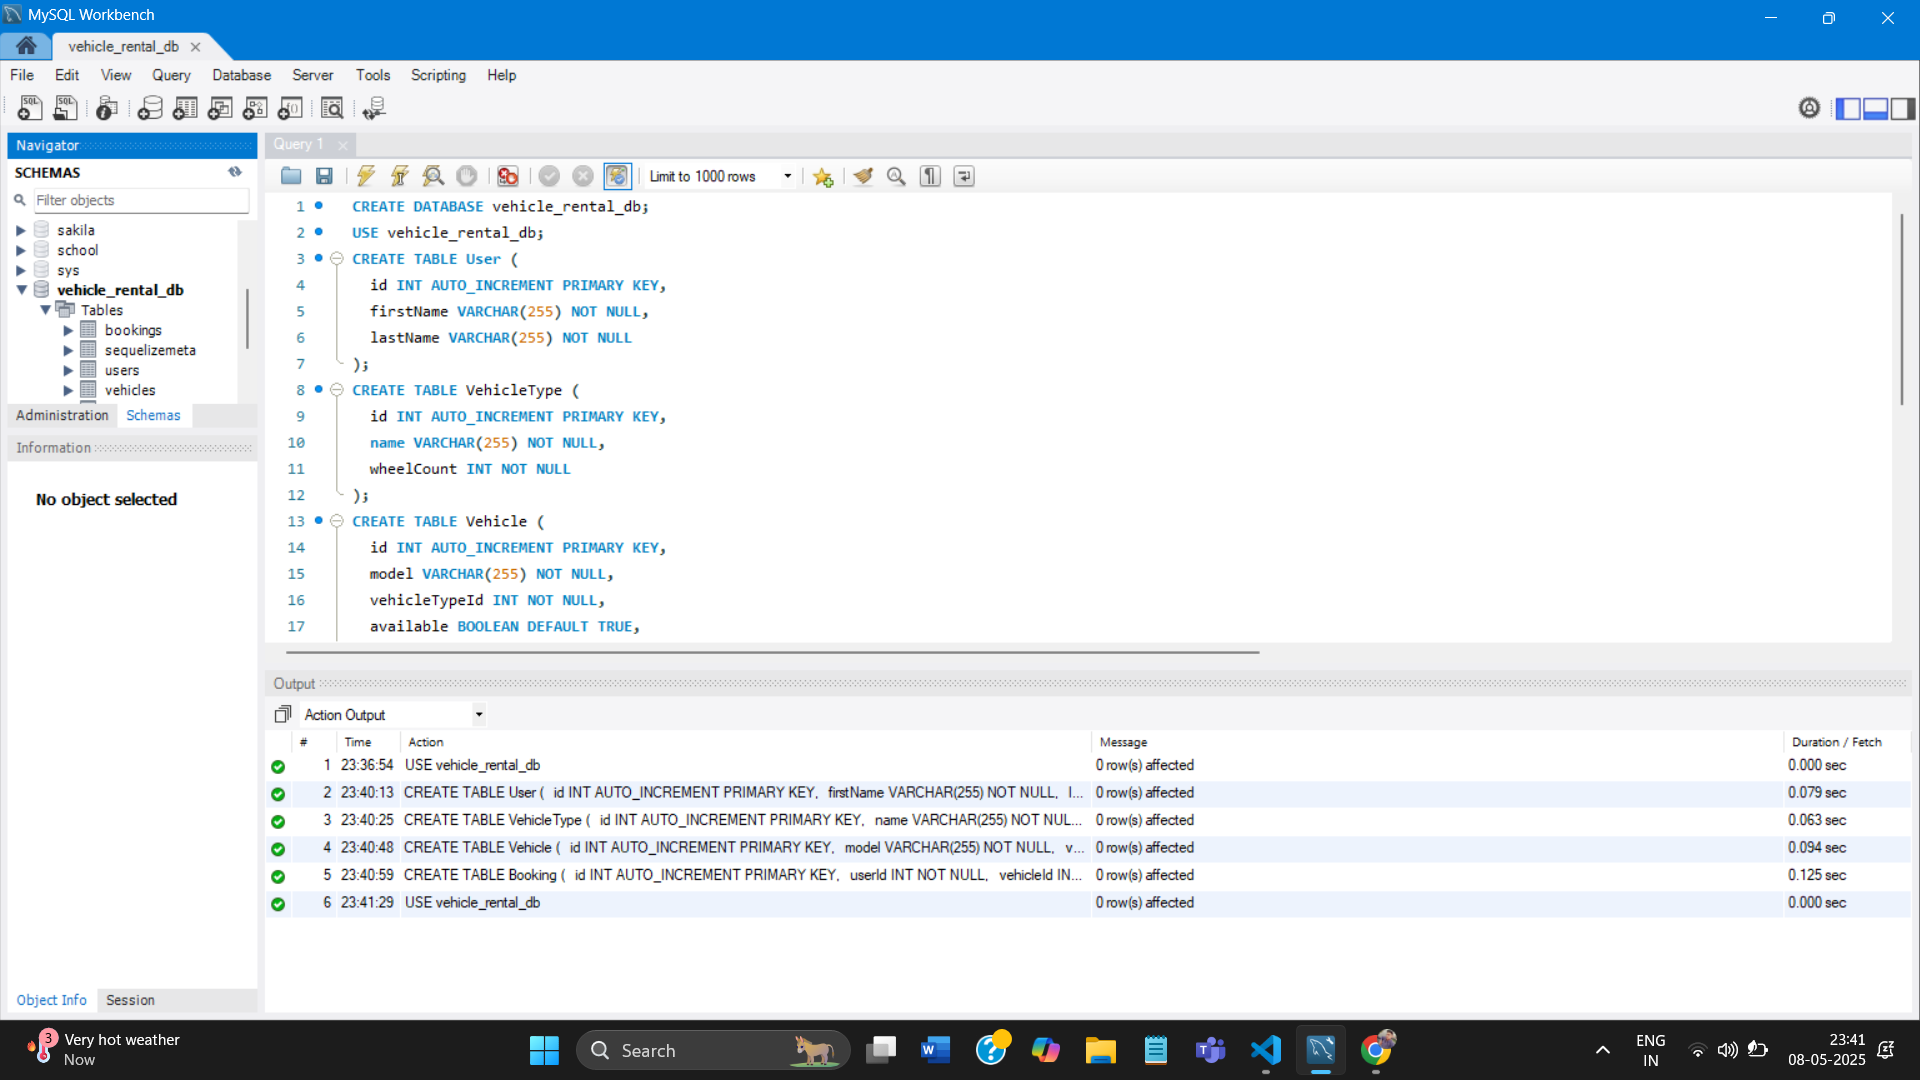 MySQL Workbench
vehicle_rental_db
File Edit View Query Database Server Tools Scripting Help
Navigator
SCHEMAS
Filter objects
sakila
school
sys
vehicle_rental_db
Tables
bookings
sequelizemeta
users
vehicles
Administration Schemas
Information
No object selected
Object Info Session
Query 1
Limit to 1000 rows
1 CREATE DATABASE vehicle_rental_db;
2 USE vehicle_rental_db;
3 CREATE TABLE User (
4 id INT AUTO_INCREMENT PRIMARY KEY,
5 firstName VARCHAR(255) NOT NULL,
6 lastName VARCHAR(255) NOT NULL
7 );
8 CREATE TABLE VehicleType (
9 id INT AUTO_INCREMENT PRIMARY KEY,
10 name VARCHAR(255) NOT NULL,
11 wheelCount INT NOT NULL
12 );
13 CREATE TABLE Vehicle (
14 id INT AUTO_INCREMENT PRIMARY KEY,
15 model VARCHAR(255) NOT NULL,
16 vehicleTypeId INT NOT NULL,
17 available BOOLEAN DEFAULT TRUE,
Output
Action Output
# Time Action Message Duration / Fetch
1 23:36:54 USE vehicle_rental_db 0 row(s) affected 0.000 sec
2 23:40:13 CREATE TABLE User ( id INT AUTO_INCREMENT PRIMARY KEY, firstName VARCHAR(255) NOT NULL, l... 0 row(s) affected 0.079 sec
3 23:40:25 CREATE TABLE VehicleType ( id INT AUTO_INCREMENT PRIMARY KEY, name VARCHAR(255) NOT NUL... 0 row(s) affected 0.063 sec
4 23:40:48 CREATE TABLE Vehicle ( id INT AUTO_INCREMENT PRIMARY KEY, model VARCHAR(255) NOT NULL, v... 0 row(s) affected 0.094 sec
5 23:40:59 CREATE TABLE Booking ( id INT AUTO_INCREMENT PRIMARY KEY, userId INT NOT NULL, vehicleId IN... 0 row(s) affected 0.125 sec
6 23:41:29 USE vehicle_rental_db 0 row(s) affected 0.000 sec
3 Very hot weather
Now
Search
ENG
IN
23:41
08-05-2025